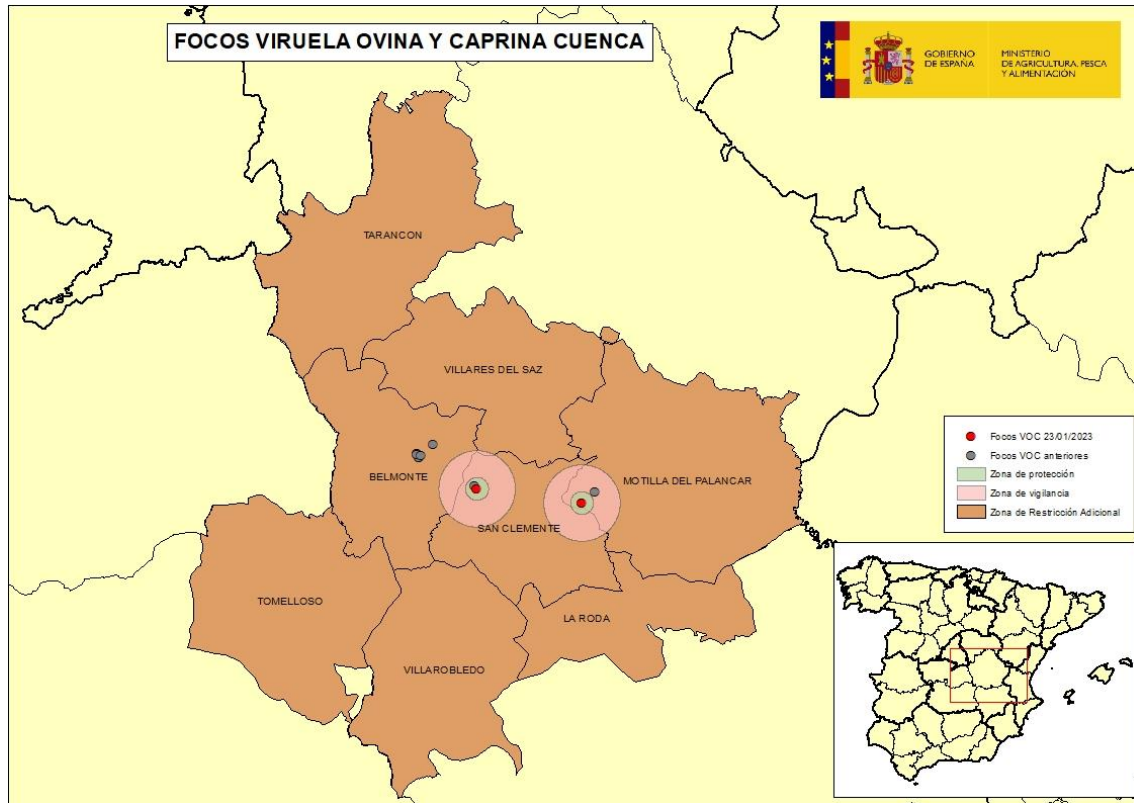 FOCOS VIRUELA OVINA Y CAPRINA CUENCA
GOBIERNO
DE ESPAÑA
MINISTERIO
DE AGRICULTURA, PESCA
Y ALIMENTACIÓN
TARANCON
VILLARES DEL SAZ
BELMONTE
MOTILLA DEL PALANCAR
SAN CLEMENTE
TOMELLOSO
LA RODA
VILLAROBLEDO
Focos VOC 23/01/2023
Focos VOC anteriores
Zona de protección
Zona de vigilancia
Zona de Restricción Adicional